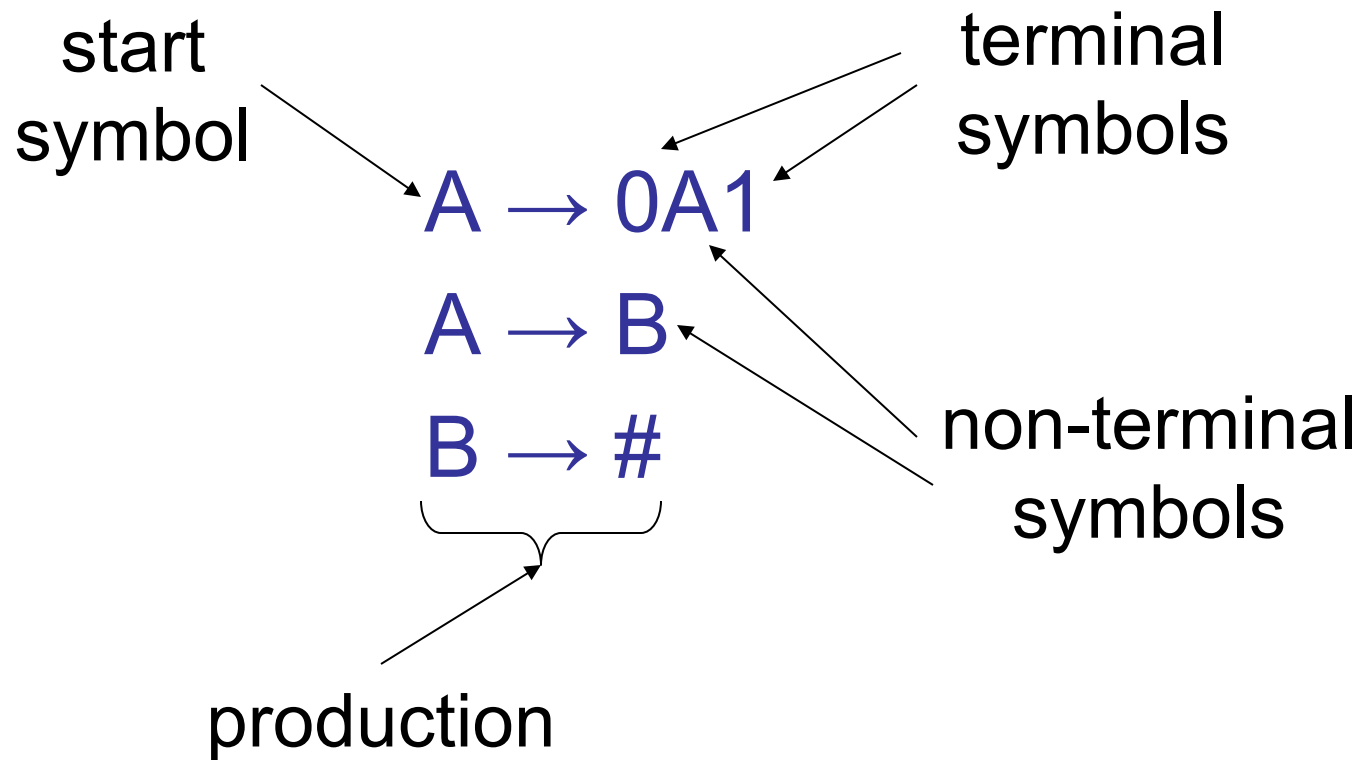 start
symbol
terminal
symbols
A → 0A1
A → B
B → #
non-terminal
symbols
production